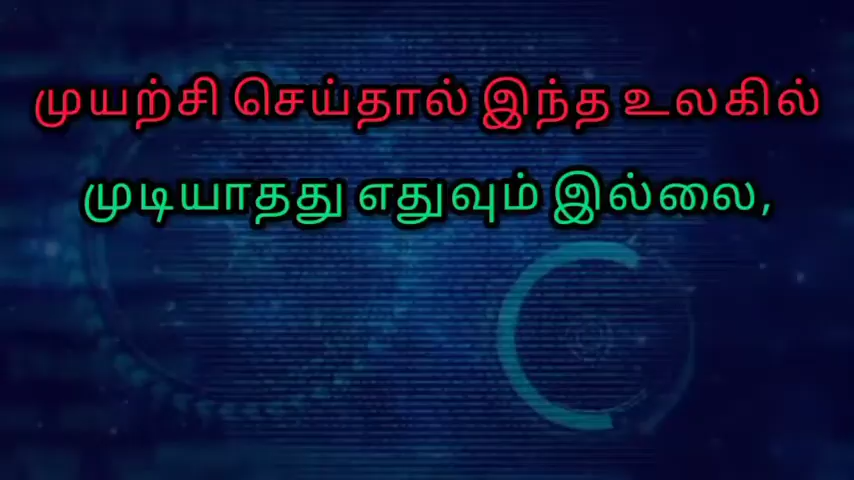 முயற்சி செய்தால் இந்த உலகில்
முடியாதது எதுவும் இல்லை,